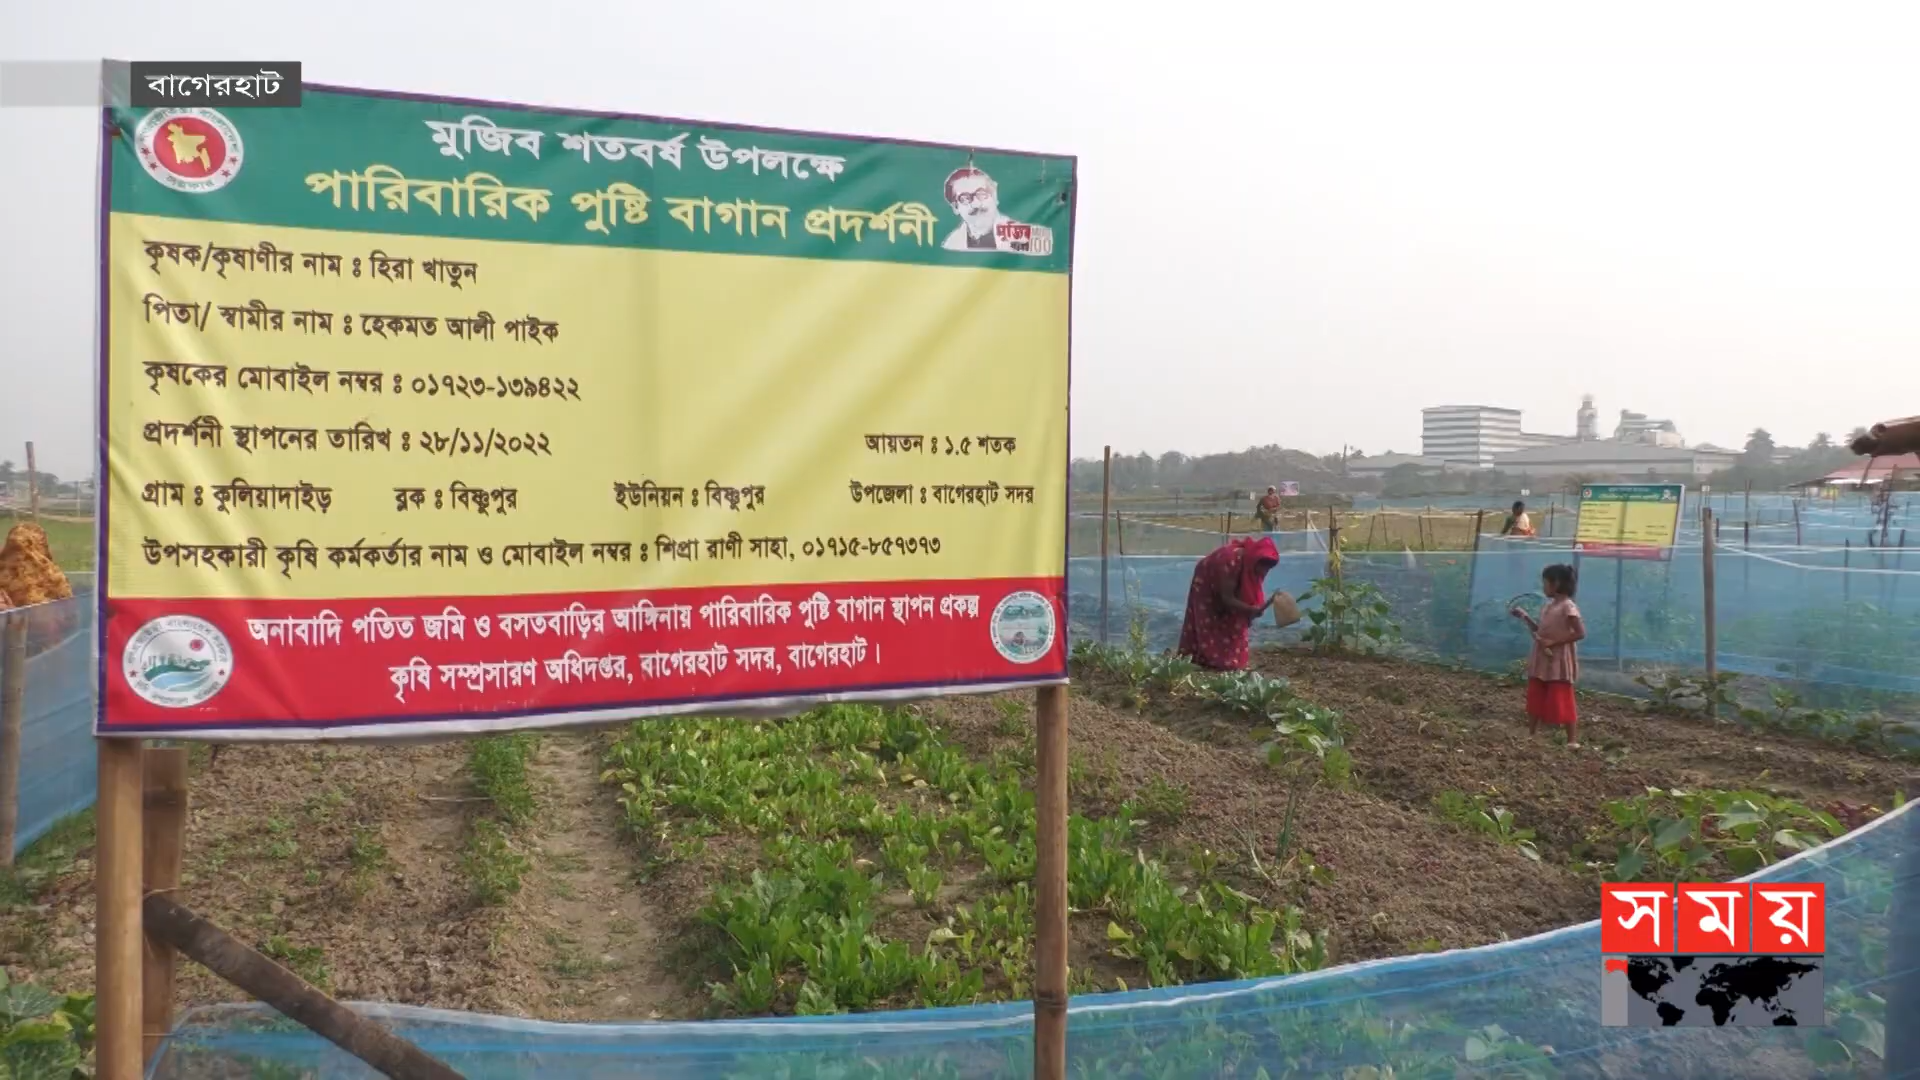 বাগেরহাট
মুজিব শতবর্ষ উপলক্ষে
পারিবারিক পুষ্টি বাগান প্রদর্শনী
কৃষক/কৃষাণীর নাম ঃ হিরা খাতুন
পিতা/ স্বামীর নাম ঃ হেকমত আলী পাইক
কৃষকের মোবাইল নম্বর ঃ ০১৭২৩-১৩৯৪২২
প্রদর্শনী স্থাপনের তারিখ ঃ ২৮/১১/২০২২ আয়তন ঃ ১.৫ শতক
গ্রাম ঃ কুলিয়াদাইড় ব্লক ঃ বিষ্ণুপুর ইউনিয়ন ঃ বিষ্ণুপুর উপজেলা ঃ বাগেরহাট সদর
উপসহকারী কৃষি কর্মকর্তার নাম ও মোবাইল নম্বর ঃ শিপ্রা রাণী সাহা, ০১৭১৫-৮৫৭৩৭৩
অনাবাদি পতিত জমি ও বসতবাড়ির আঙ্গিনায় পারিবারিক পুষ্টি বাগান স্থাপন প্রকল্প
কৃষি সম্প্রসারণ অধিদপ্তর, বাগেরহাট সদর, বাগেরহাট।
সময়